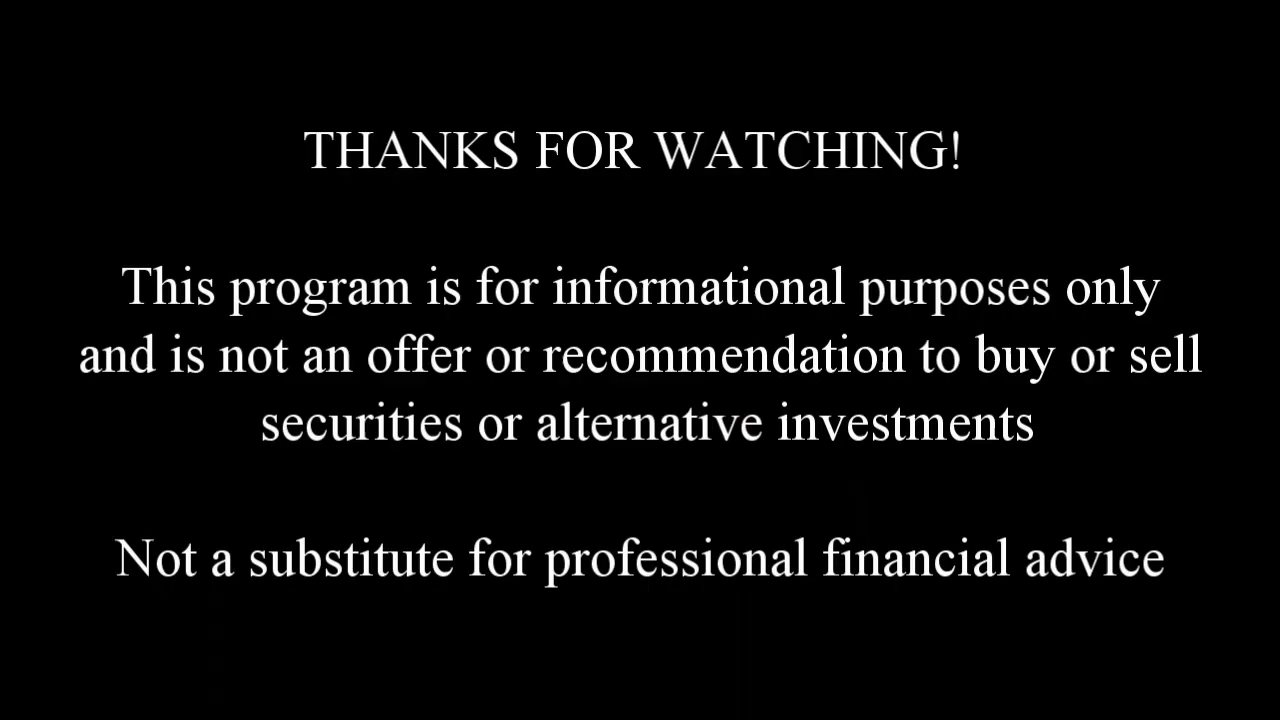 THANKS FOR WATCHING!
This program is for informational purposes only
and is not an offer or recommendation to buy or sell
securities or alternative investments
Not a substitute for professional financial advice